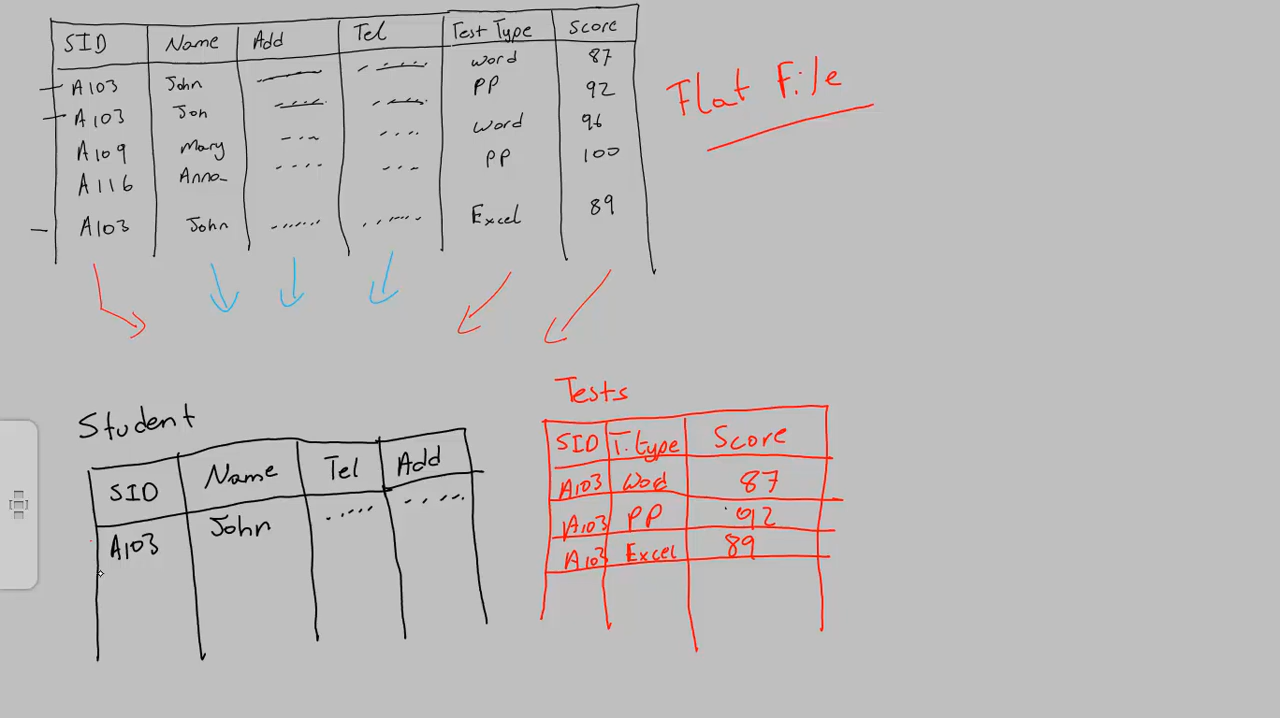 SID Name Add Tel Test Type Score
A103 John Word 87
A103 Jon PP 92
A109 Mary Word 96
A116 Anna PP 100
A103 John Excel 89
Flat File
Student
SID Name Tel Add
A103 John
Tests
SID T.type Score
A103 Word 87
A103 PP 92
A103 Excel 89